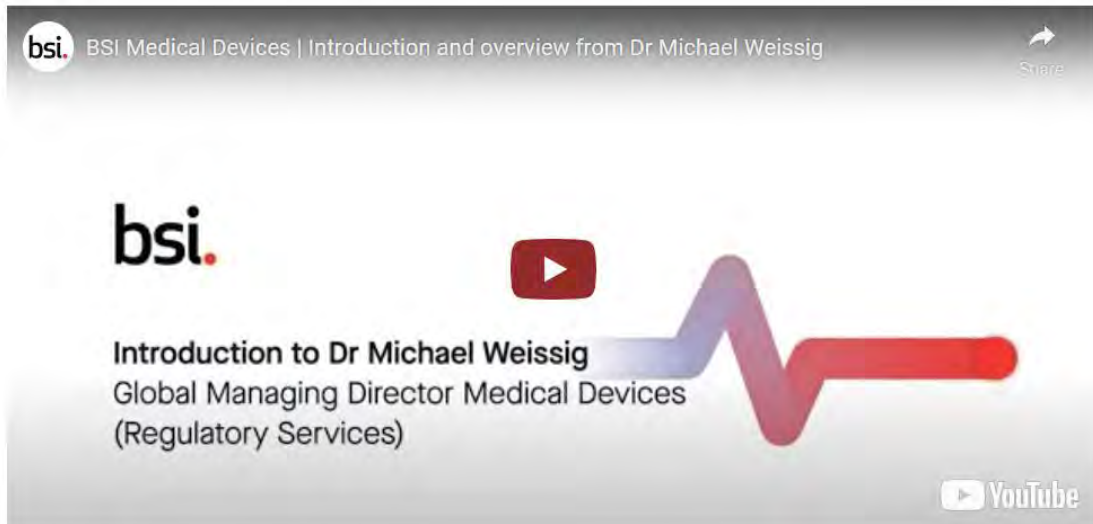 bsi. BSI Medical Devices | Introduction and overview from Dr Michael Weissig
Share
bsi.
Introduction to Dr Michael Weissig
Global Managing Director Medical Devices
(Regulatory Services)
YouTube